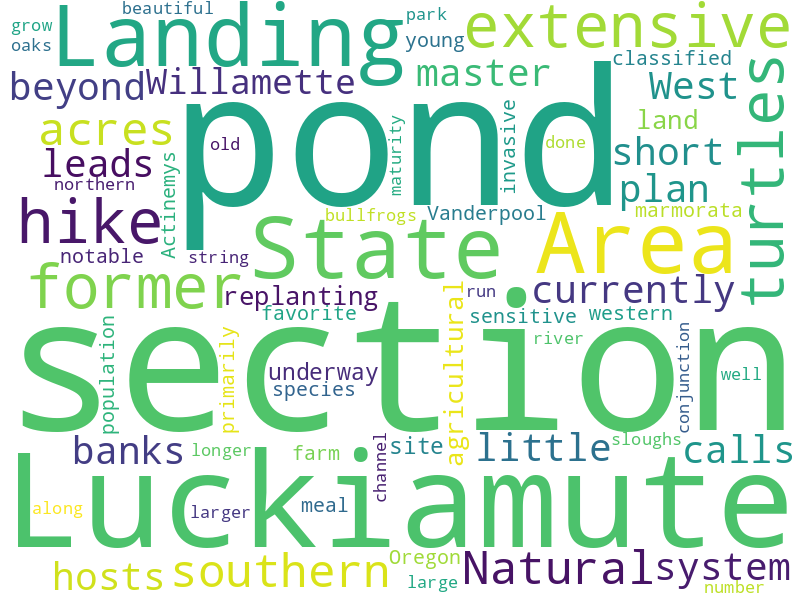 grow
beautiful
Landing
park
extensive
oaks
young
classified
beyond
Willamette
master
West
acres
old
pond
maturity
invasive
done
land
turtles
leads
short
northern
Actinemys
plan
hike
bullfrogs
Vanderpool
marmorata
notable
string
State
Area
former
replanting
run
currently
favorite
sensitive
western
population
primarily
section
agricultural
river
conjunction
underway
species
well
banks
longer
channel
site
little
sloughs
calls
farm
Luckiamute
along
larger
meal
hosts
southern
Oregon
Natural
system
large
number